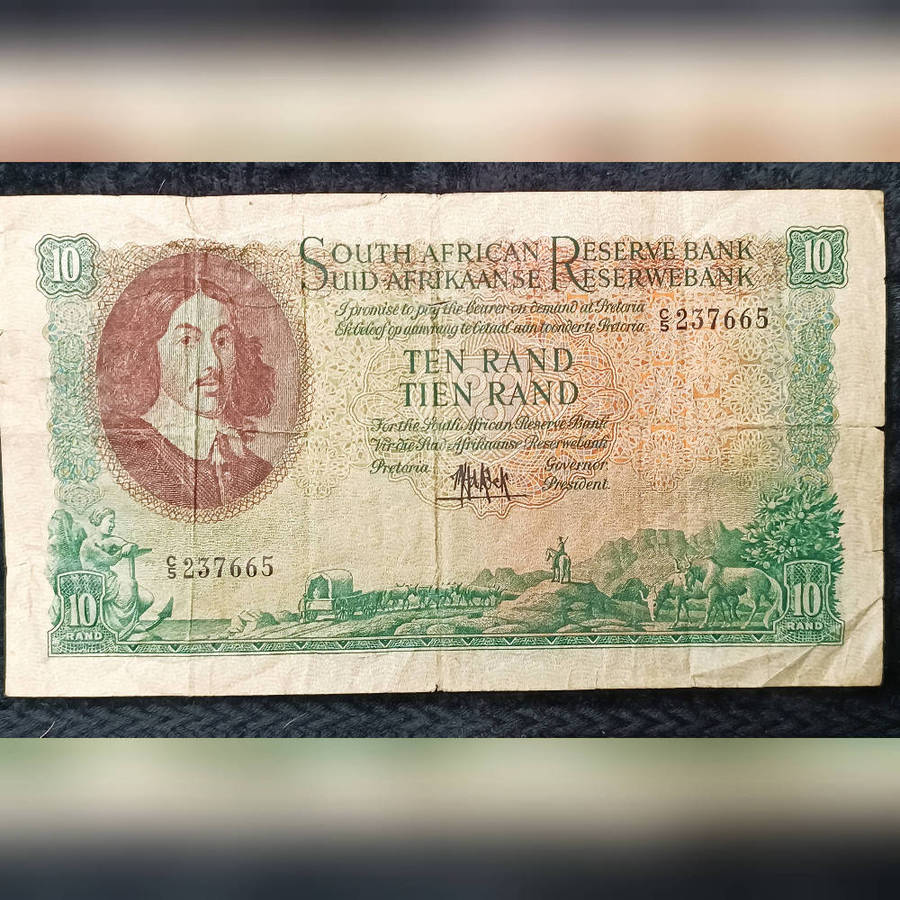 10
SOUTH AFRICAN RESERVE BANK
10
SUID-AFRIKAANSE RESERWEBANK
I promise to pay the bearer on demand at Pretoria
Ek beloof op aanvraag te betaal aan toonder te Pretoria
C/5 237665
TEN RAND
TIEN RAND
For the South African Reserve Bank
Vir die Suid Afrikaanse Reserwebank
Pretoria
Governor
President.
C/5 237665
10
RAND
10
RAND